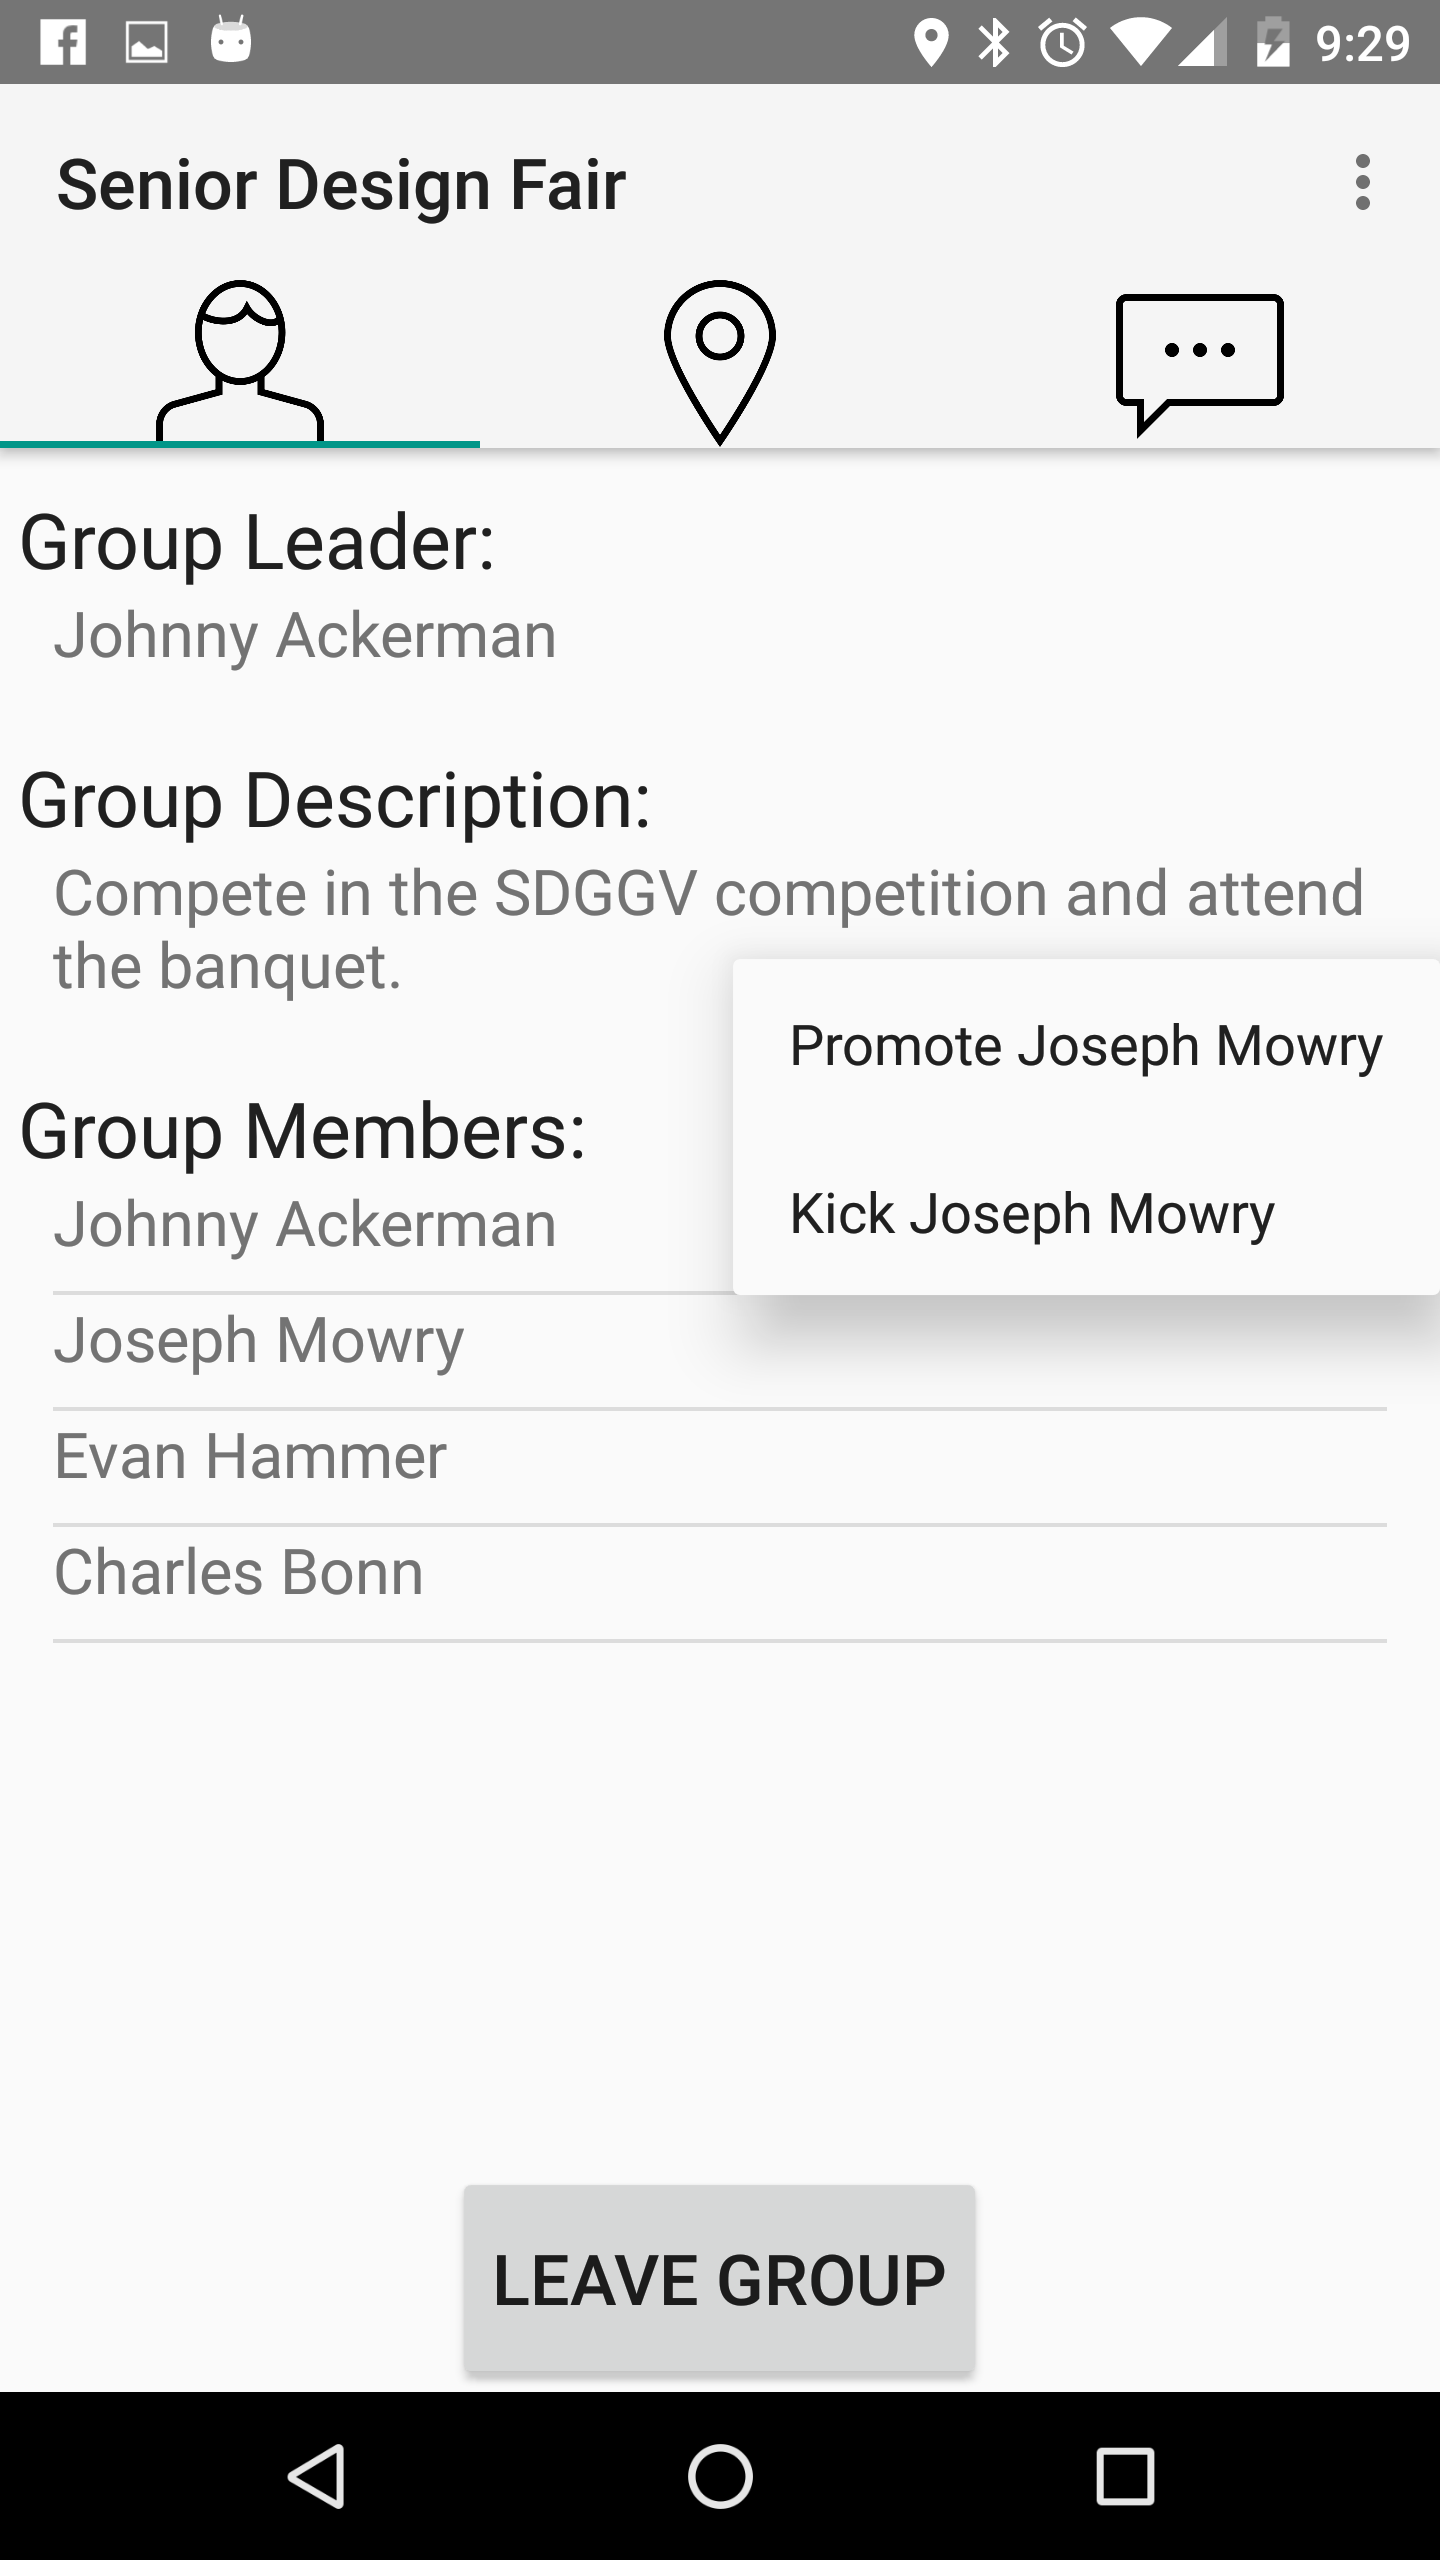 9:29
Senior Design Fair
Group Leader:
Johnny Ackerman
Group Description:
Compete in the SDGGV competition and attend
the banquet.
Promote Joseph Mowry
Kick Joseph Mowry
Group Members:
Johnny Ackerman
Joseph Mowry
Evan Hammer
Charles Bonn
LEAVE GROUP